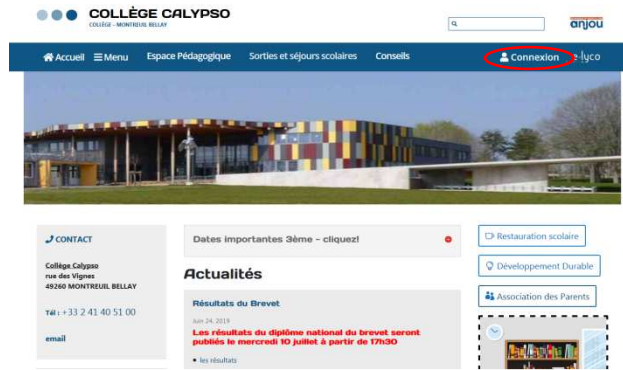 COLLÈGE CALYPSO
COLLÈGE - MONTREUIL BELLAY
anjou
Accueil Menu Espace Pédagogique Sorties et séjours scolaires Conseils Connexion e-lyco
CONTACT
Collège Calypso
rue des Vignes
49260 MONTREUIL BELLAY
Tél : +33 2 41 40 51 00
email
Dates importantes 3ème - cliquez!
Actualités
Résultats du Brevet
Juin 24, 2019
Les résultats du diplôme national du brevet seront
publiés le mercredi 10 juillet à partir de 17h30
• les résultats
Restauration scolaire
Développement Durable
Association des Parents